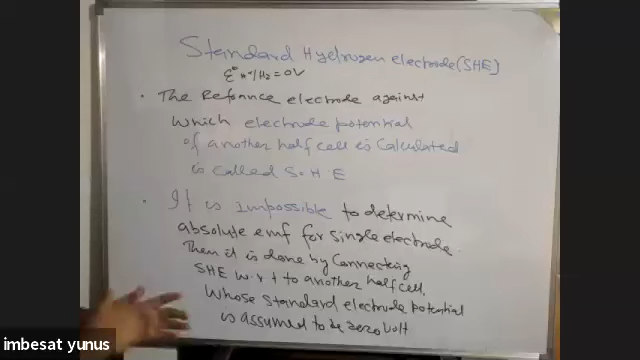 Standard Hydrogen electrode (SHE)
E° H+/H2 = 0V
• The Refrance electrode against
which electrode potential
of another half cell is calculated
is called S.H.E
• It is impossible to determine
absolute emf for single electrode.
Then it is done by connecting
SHE w.r.t to another half cell.
Whose standard electrode potential
is assumed to be zero volt
imbesat yunus